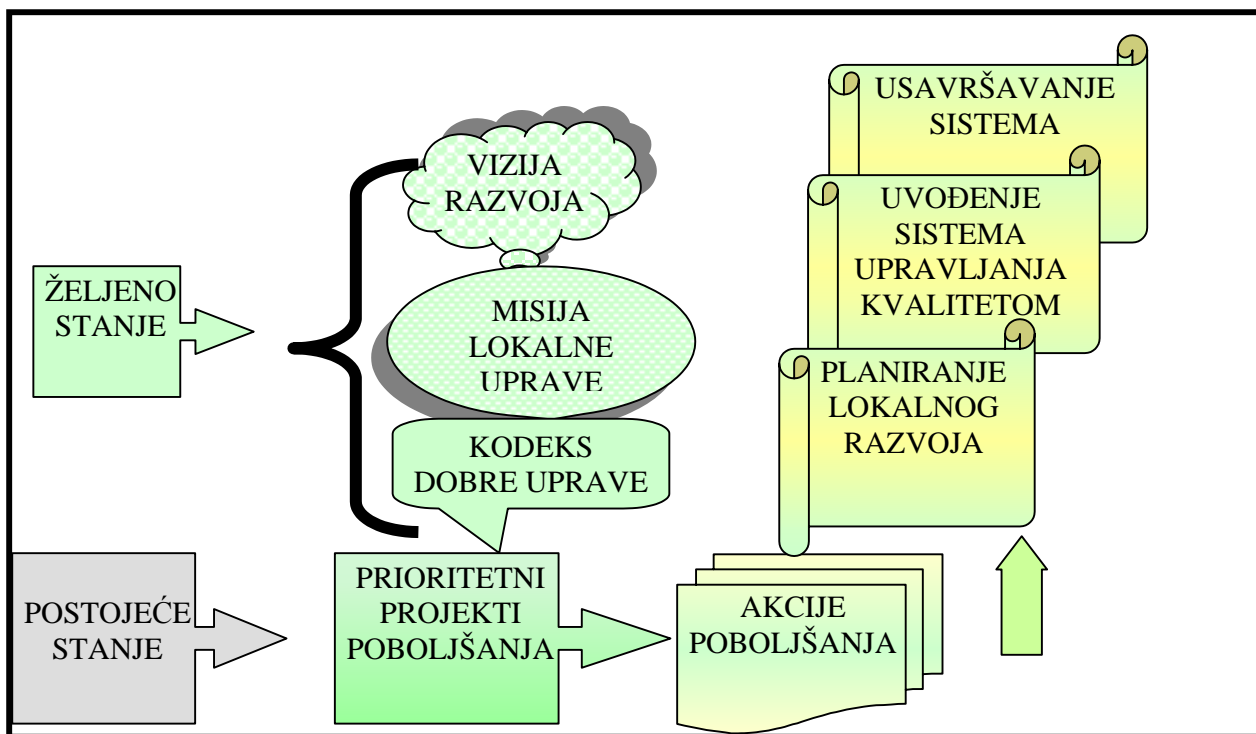 VIZIJA
RAZVOJA
ŽELJENO
STANJE
MISIJA
LOKALNE
UPRAVE
KODEKS
DOBRE UPRAVE
POSTOJEĆE
STANJE
PRIORITETNI
PROJEKTI
POBOLJŠANJA
AKCIJE
POBOLJŠANJA
USAVRŠAVANJE
SISTEMA
UVOĐENJE
SISTEMA
UPRAVLJANJA
KVALITETOM
PLANIRANJE
LOKALNOG
RAZVOJA